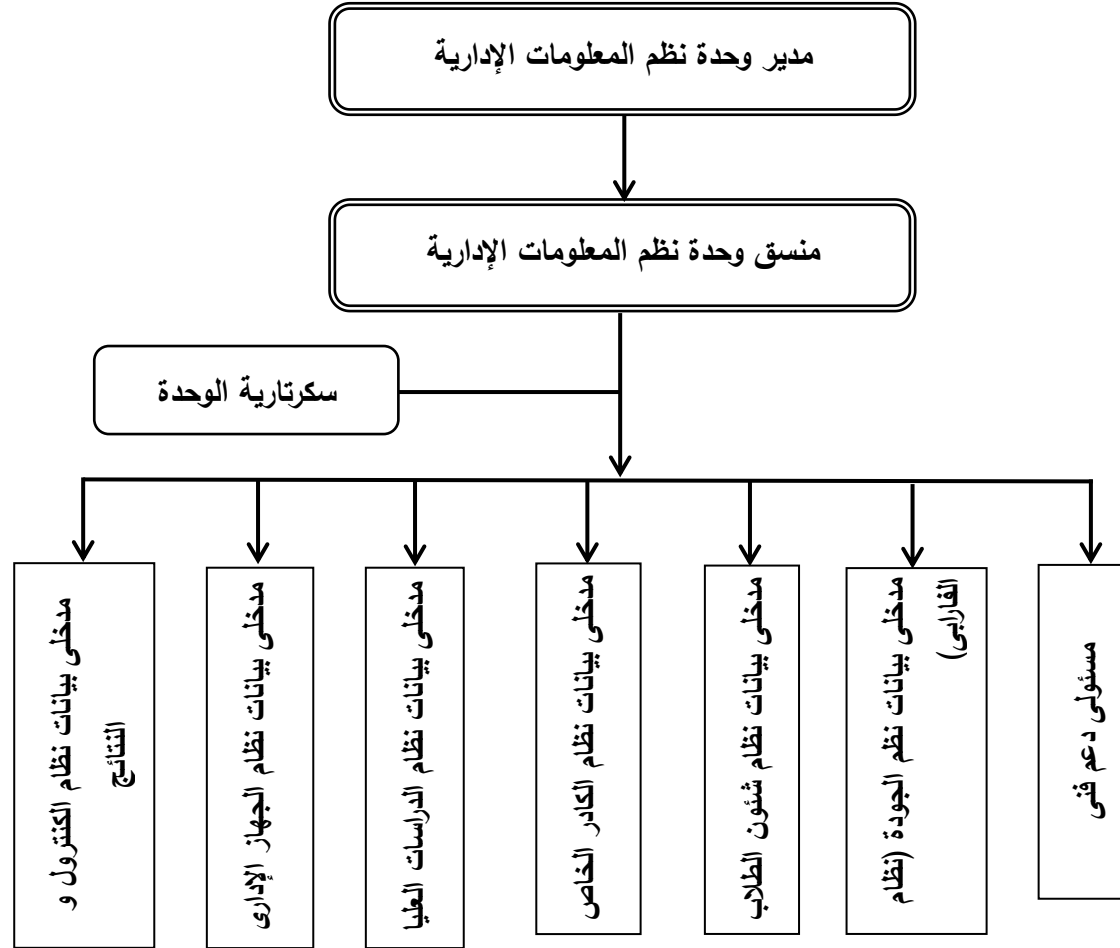 مدير وحدة نظم المعلومات الإدارية
منسق وحدة نظم المعلومات الإدارية
سكرتارية الوحدة
مسئولى دعم فنى
مدخلى بيانات نظم الجودة (نظام
الفارابى)
مدخلى بيانات نظام شئون الطلاب
مدخلى بيانات نظام الكادر الخاص
مدخلى بيانات نظام الدراسات العليا
مدخلى بيانات نظام الجهاز الإدارى
مدخلى بيانات نظام الكنترول و
النتائج